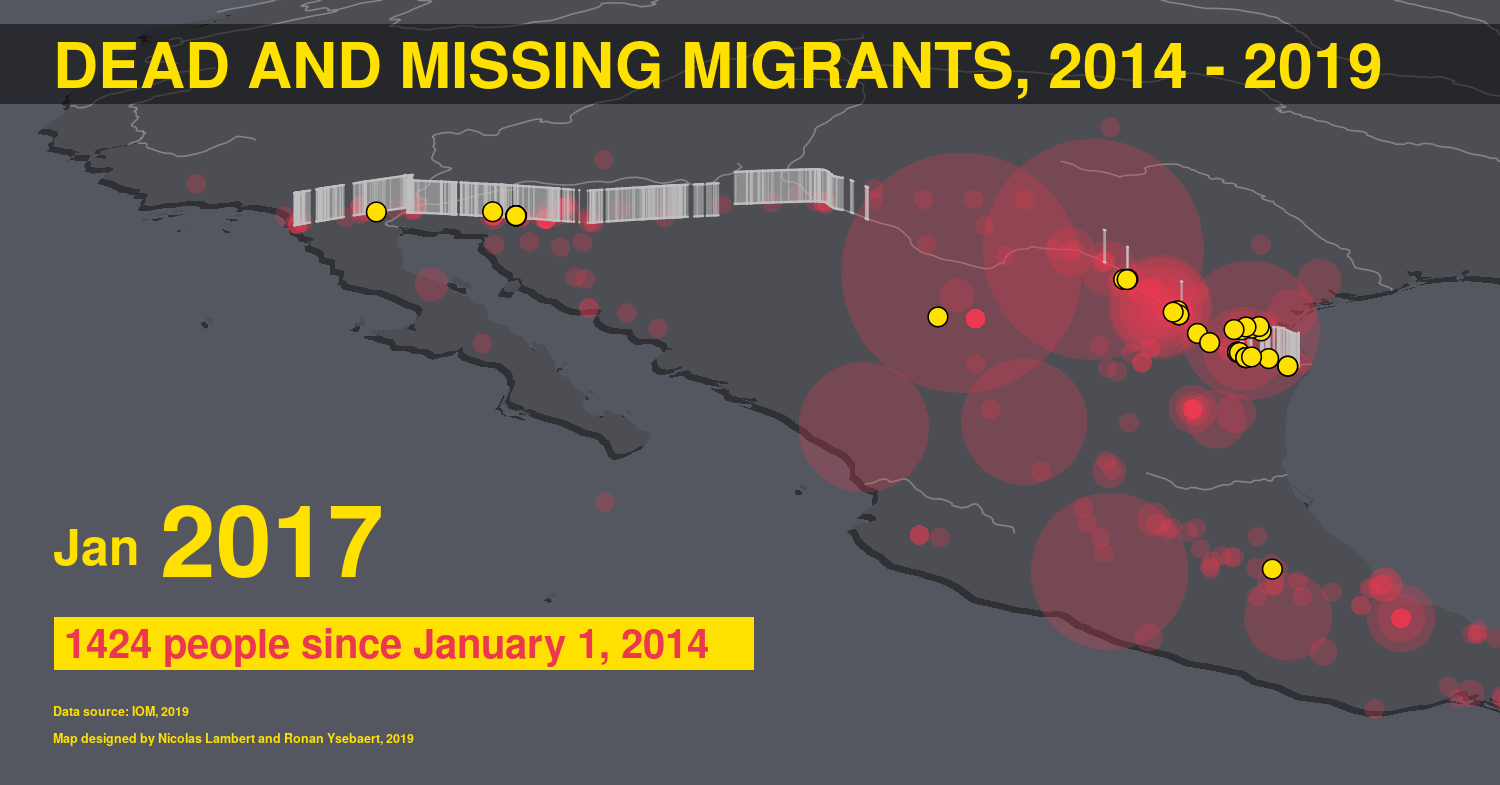 DEAD AND MISSING MIGRANTS, 2014 - 2019
Jan 2017
1424 people since January 1, 2014
Data source: IOM, 2019
Map designed by Nicolas Lambert and Ronan Ysebaert, 2019